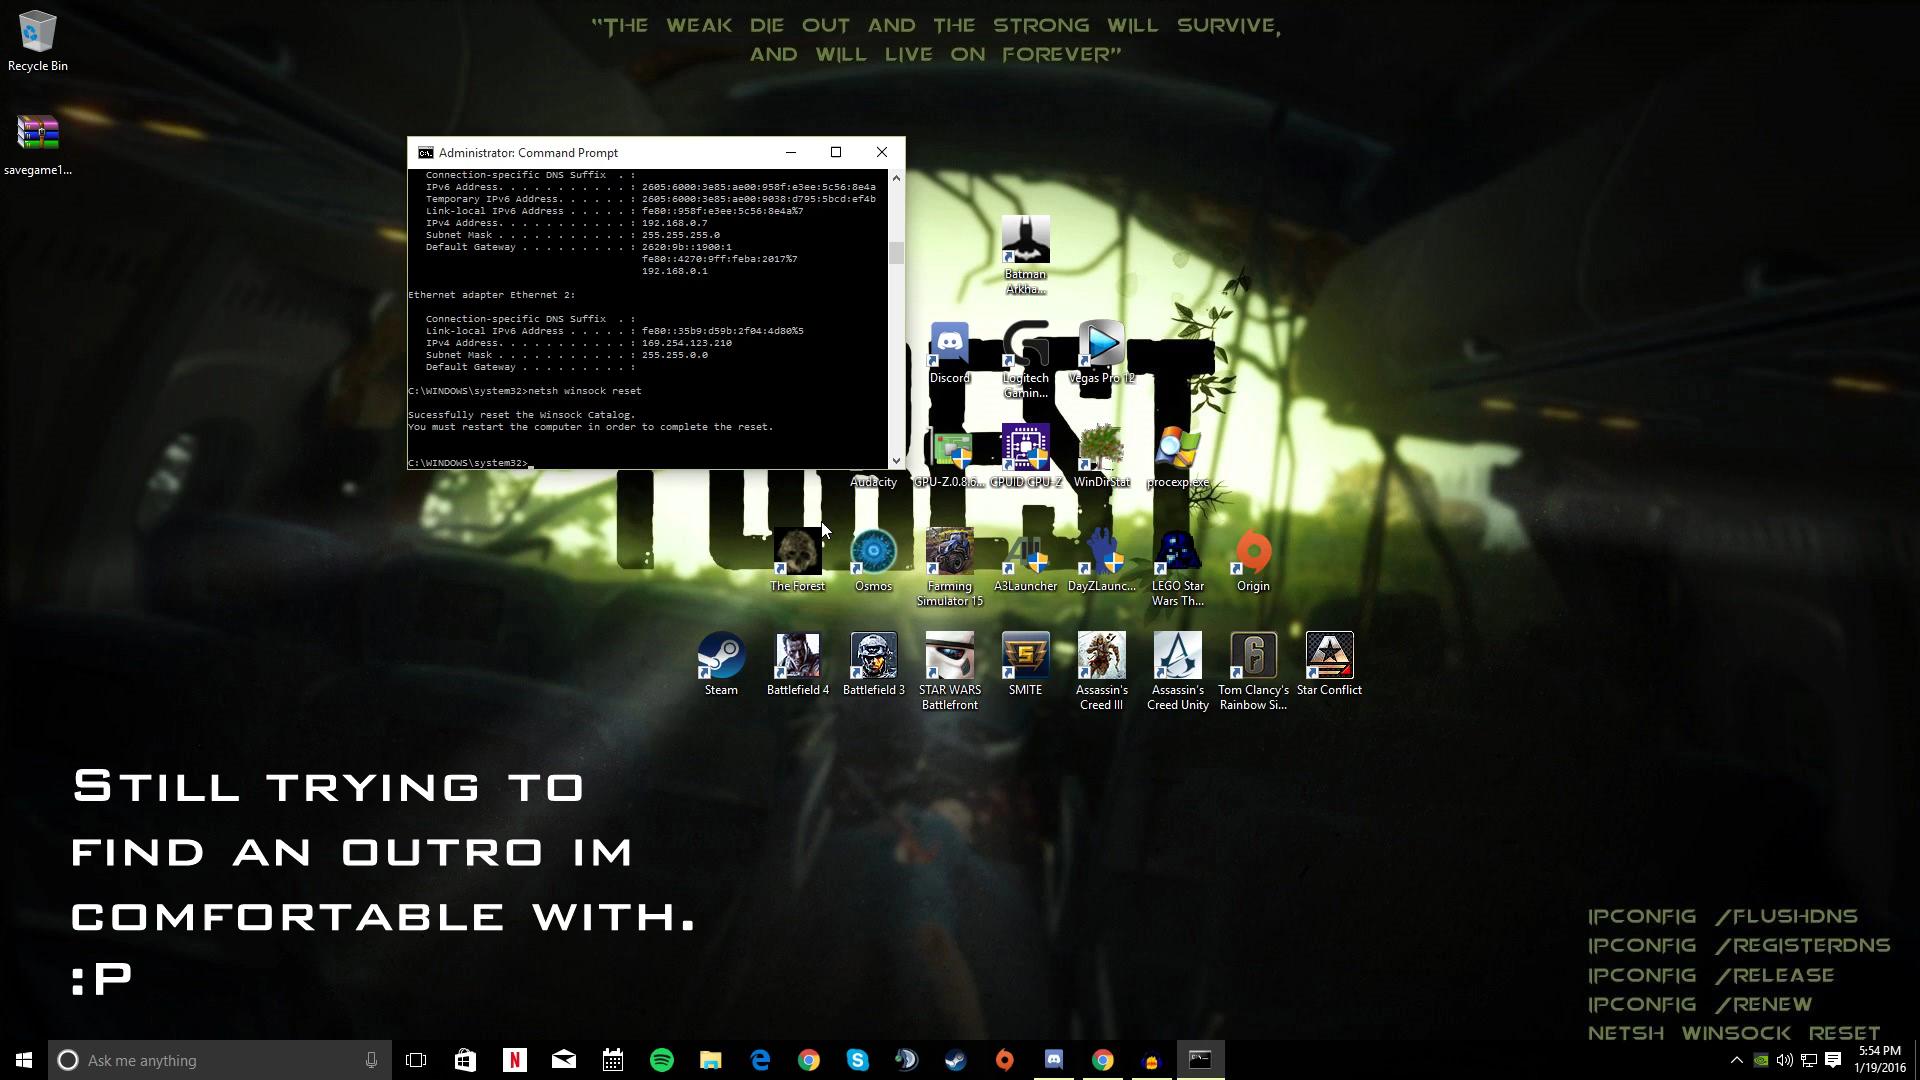 "The weak die out and the strong will survive,
and will live on forever"
Recycle Bin
savegame1...
Administrator: Command Prompt
Connection-specific DNS Suffix . :
IPv6 Address. . . . . . . . . . . : 2605:6000:3e85:ae00:958f:e3ee:5c56:8e4a
Temporary IPv6 Address. . . . . . : 2605:6000:3e85:ae00:9038:d795:5bcd:ef4b
Link-local IPv6 Address . . . . . : fe80::958f:e3ee:5c56:8e4a%7
IPv4 Address. . . . . . . . . . . : 192.168.0.7
Subnet Mask . . . . . . . . . . . : 255.255.255.0
Default Gateway . . . . . . . . . : 2620:9b::1900:1
fe80::4270:9ff:feba:2017%7
192.168.0.1
Ethernet adapter Ethernet 2:
Connection-specific DNS Suffix . :
Link-local IPv6 Address . . . . . : fe80::35b9:d59b:2f04:4d80%5
IPv4 Address. . . . . . . . . . . : 169.254.123.210
Subnet Mask . . . . . . . . . . . : 255.255.0.0
Default Gateway . . . . . . . . . :
C:\WINDOWS\system32>netsh winsock reset
Sucessfully reset the Winsock Catalog.
You must restart the computer in order to complete the reset.
C:\WINDOWS\system32>
Batman
Arkha...
Discord
Logitech
Gamin...
Vegas Pro 12
Audacity
GPU-Z.0.8.6...
CPUID CPU-Z
WinDirStat
procexp.exe
The Forest
Osmos
Farming
Simulator 15
A3Launcher
DayZLaunc...
LEGO Star
Wars Th...
Origin
Steam
Battlefield 4
Battlefield 3
STAR WARS
Battlefront
SMITE
Assassin's
Creed III
Assassin's
Creed Unity
Tom Clancy's
Rainbow Si...
Star Conflict
Still trying to
find an outro im
comfortable with.
:P
ipconfig /flushdns
ipconfig /registerdns
ipconfig /release
ipconfig /renew
netsh winsock reset
Ask me anything
5:54 PM
1/19/2016